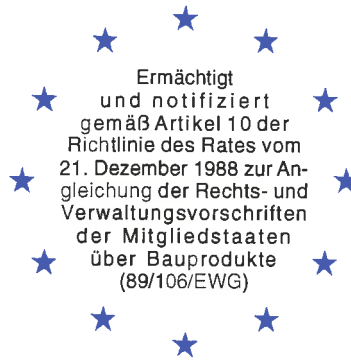 Ermächtigt
und notifiziert
gemäß Artikel 10 der
Richtlinie des Rates vom
21. Dezember 1988 zur An-
gleichung der Rechts- und
Verwaltungsvorschriften
der Mitgliedstaaten
über Bauprodukte
(89/106/EWG)